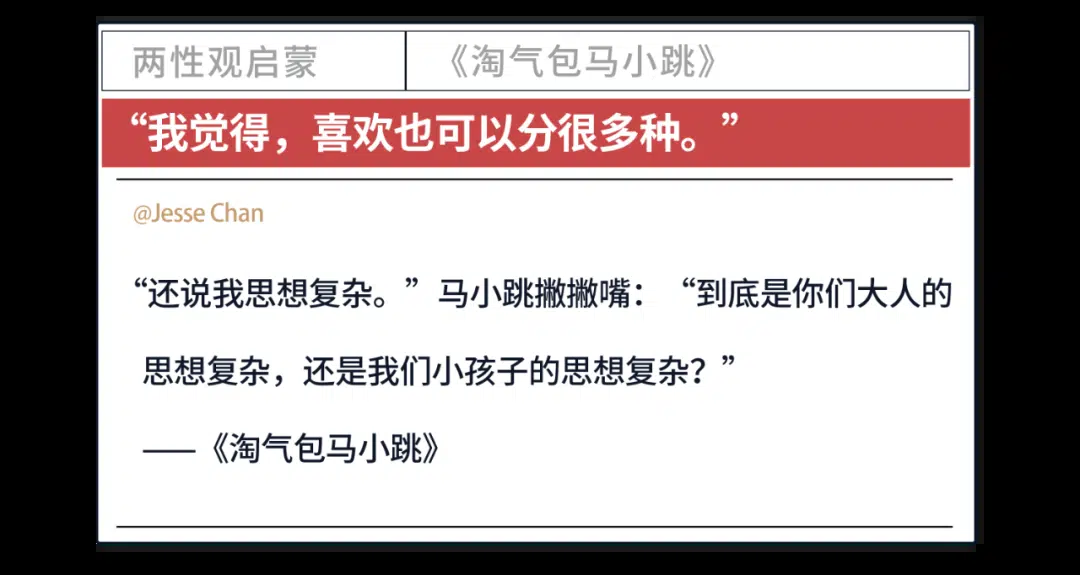 两性观启蒙
《淘气包马小跳》
“我觉得，喜欢也可以分很多种。”
@Jesse Chan
“还说我思想复杂。”马小跳撇撇嘴：“到底是你们大人的
思想复杂，还是我们小孩子的思想复杂？”
——《淘气包马小跳》